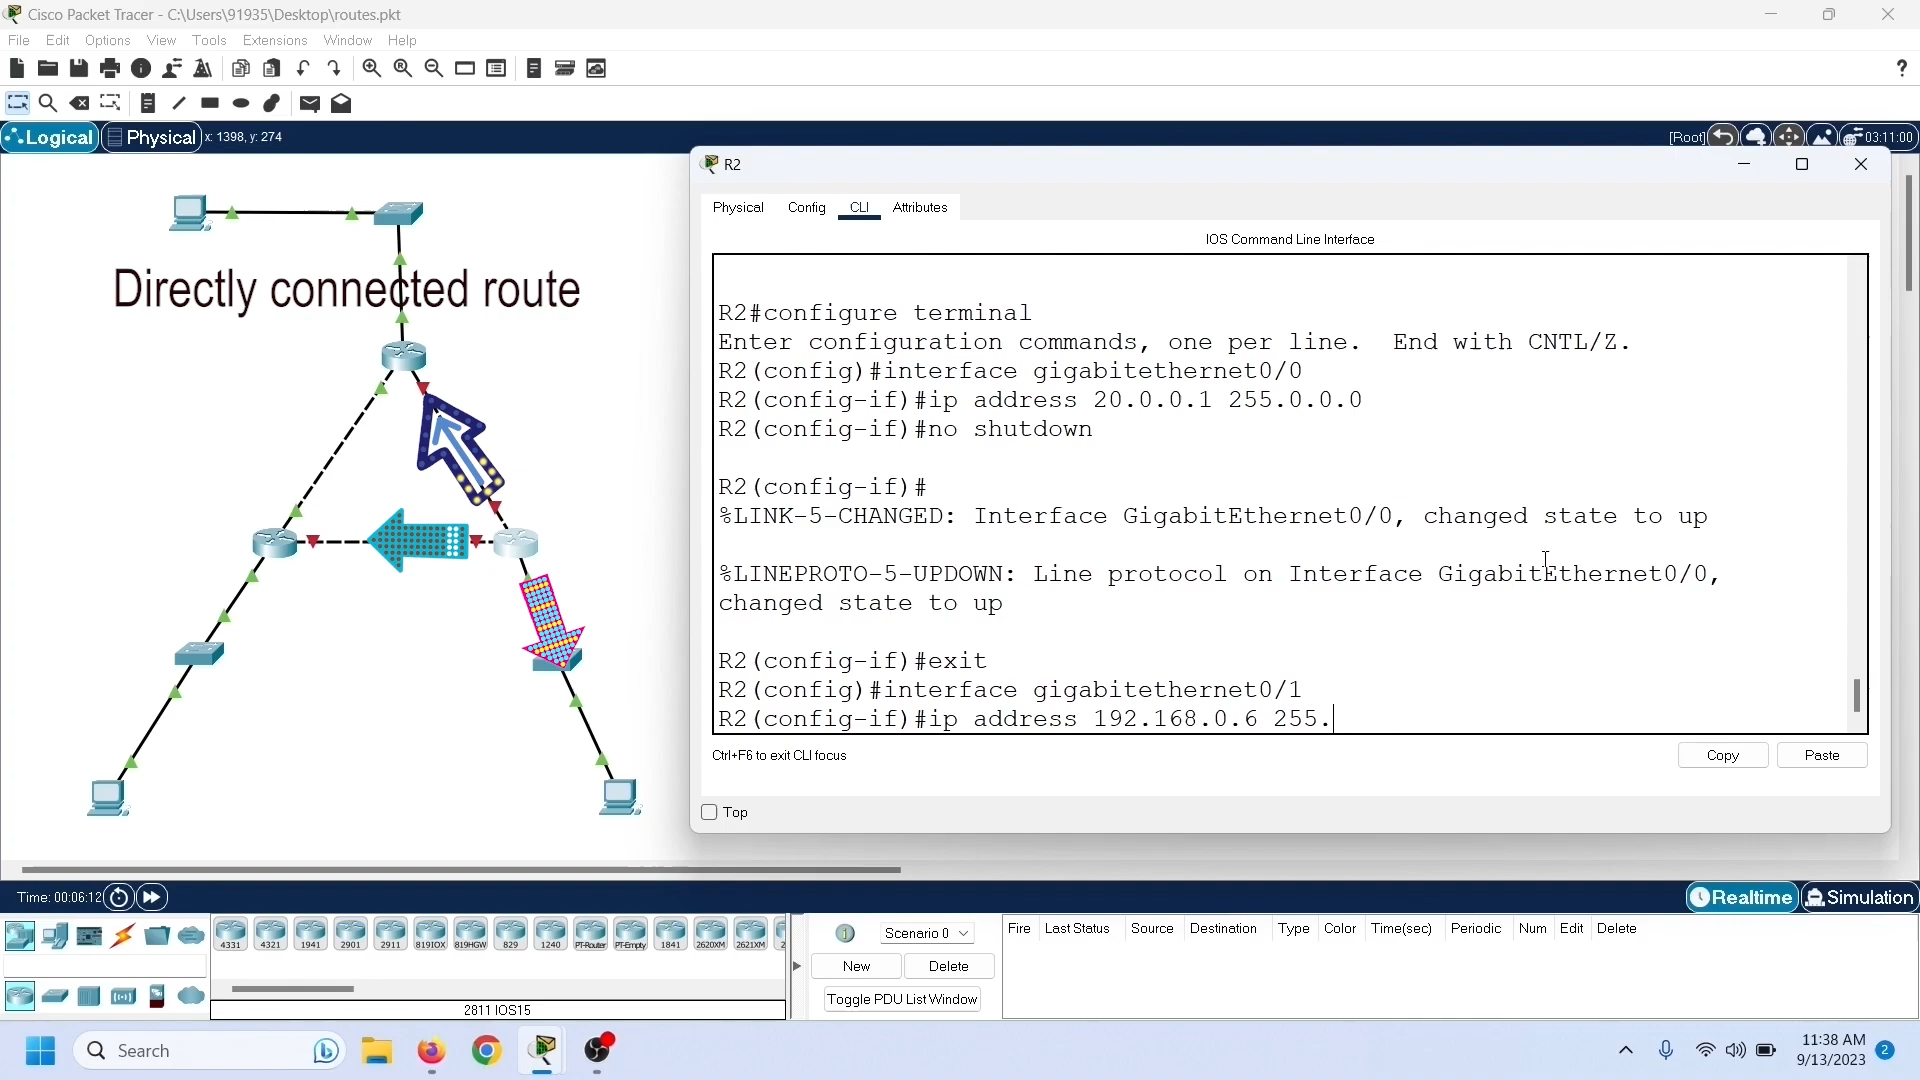 Cisco Packet Tracer - C:\Users\91935\Desktop\routes.pkt
File Edit Options View Tools Extensions Window Help
?
Logical Physical x: 1398, y: 274 [Root] 03:11:00
R2
Physical Config CLI Attributes
IOS Command Line Interface
Directly connected route
R2#configure terminal
Enter configuration commands, one per line.  End with CNTL/Z.
R2(config)#interface gigabitethernet0/0
R2(config-if)#ip address 20.0.0.1 255.0.0.0
R2(config-if)#no shutdown
R2(config-if)#
%LINK-5-CHANGED: Interface GigabitEthernet0/0, changed state to up
%LINEPROTO-5-UPDOWN: Line protocol on Interface GigabitEthernet0/0,
changed state to up
R2(config-if)#exit
R2(config)#interface gigabitethernet0/1
R2(config-if)#ip address 192.168.0.6 255.
Ctrl+F6 to exit CLI focus
Copy Paste
Top
Time: 00:06:12 Realtime Simulation
4331 4321 1941 2901 2911 819IOX 819HGW 829 1240 PT-Router PT-Empty 1841 2620XM 2621XM 2
2811 IOS15
Scenario 0
New Delete
Toggle PDU List Window
Fire Last Status Source Destination Type Color Time(sec) Periodic Num Edit Delete
Search
11:38 AM
9/13/2023
2